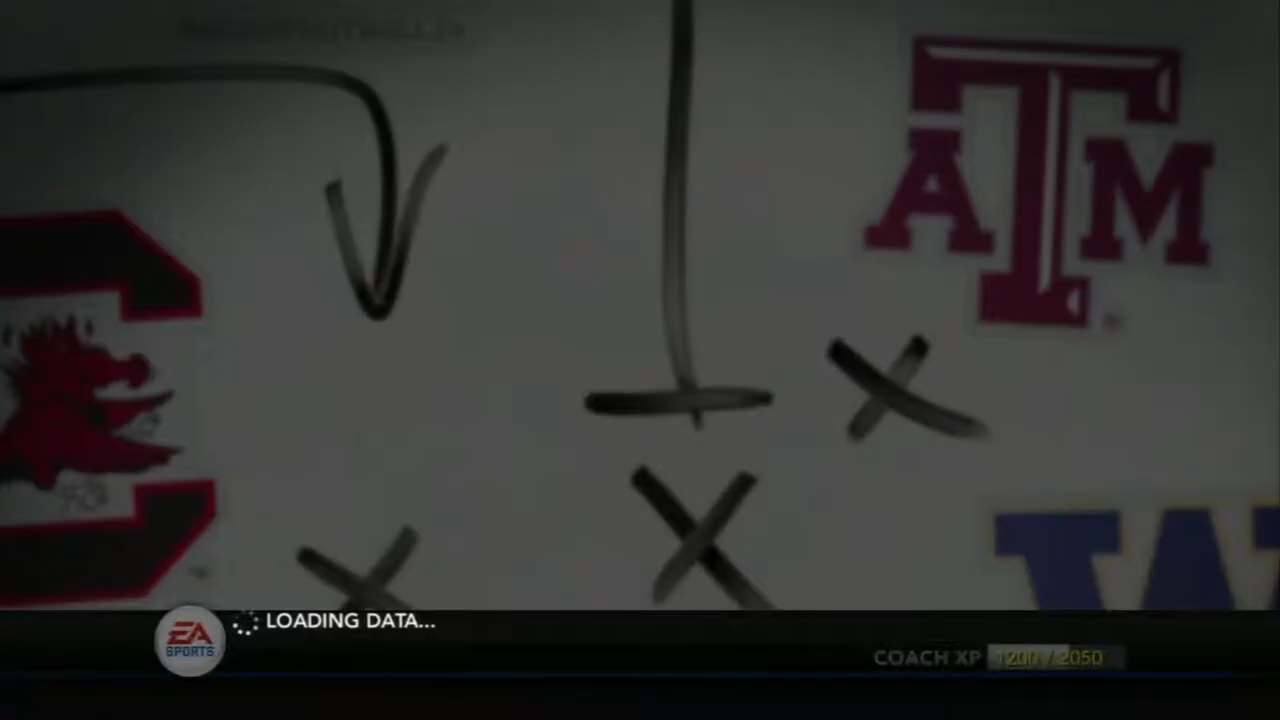 ATM
W
EA
SPORTS
LOADING DATA...
COACH XP 1200 / 2050